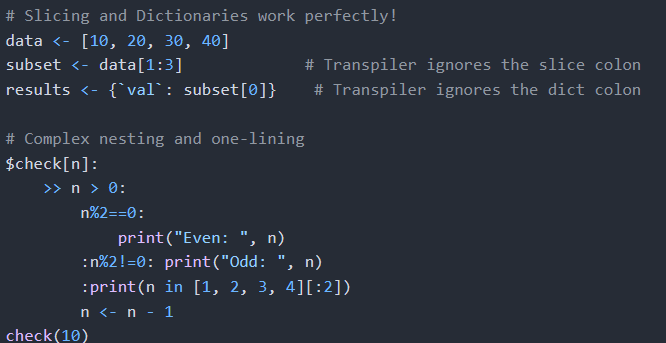 # Slicing and Dictionaries work perfectly!
data <- [10, 20, 30, 40]
subset <- data[1:3]             # Transpiler ignores the slice colon
results <- {`val`: subset[0]}    # Transpiler ignores the dict colon

# Complex nesting and one-lining
$check[n]:
    >> n > 0:
        n%2==0:
            print("Even: ", n)
        :n%2!=0: print("Odd: ", n)
        :print(n in [1, 2, 3, 4][:2])
        n <- n - 1
check(10)